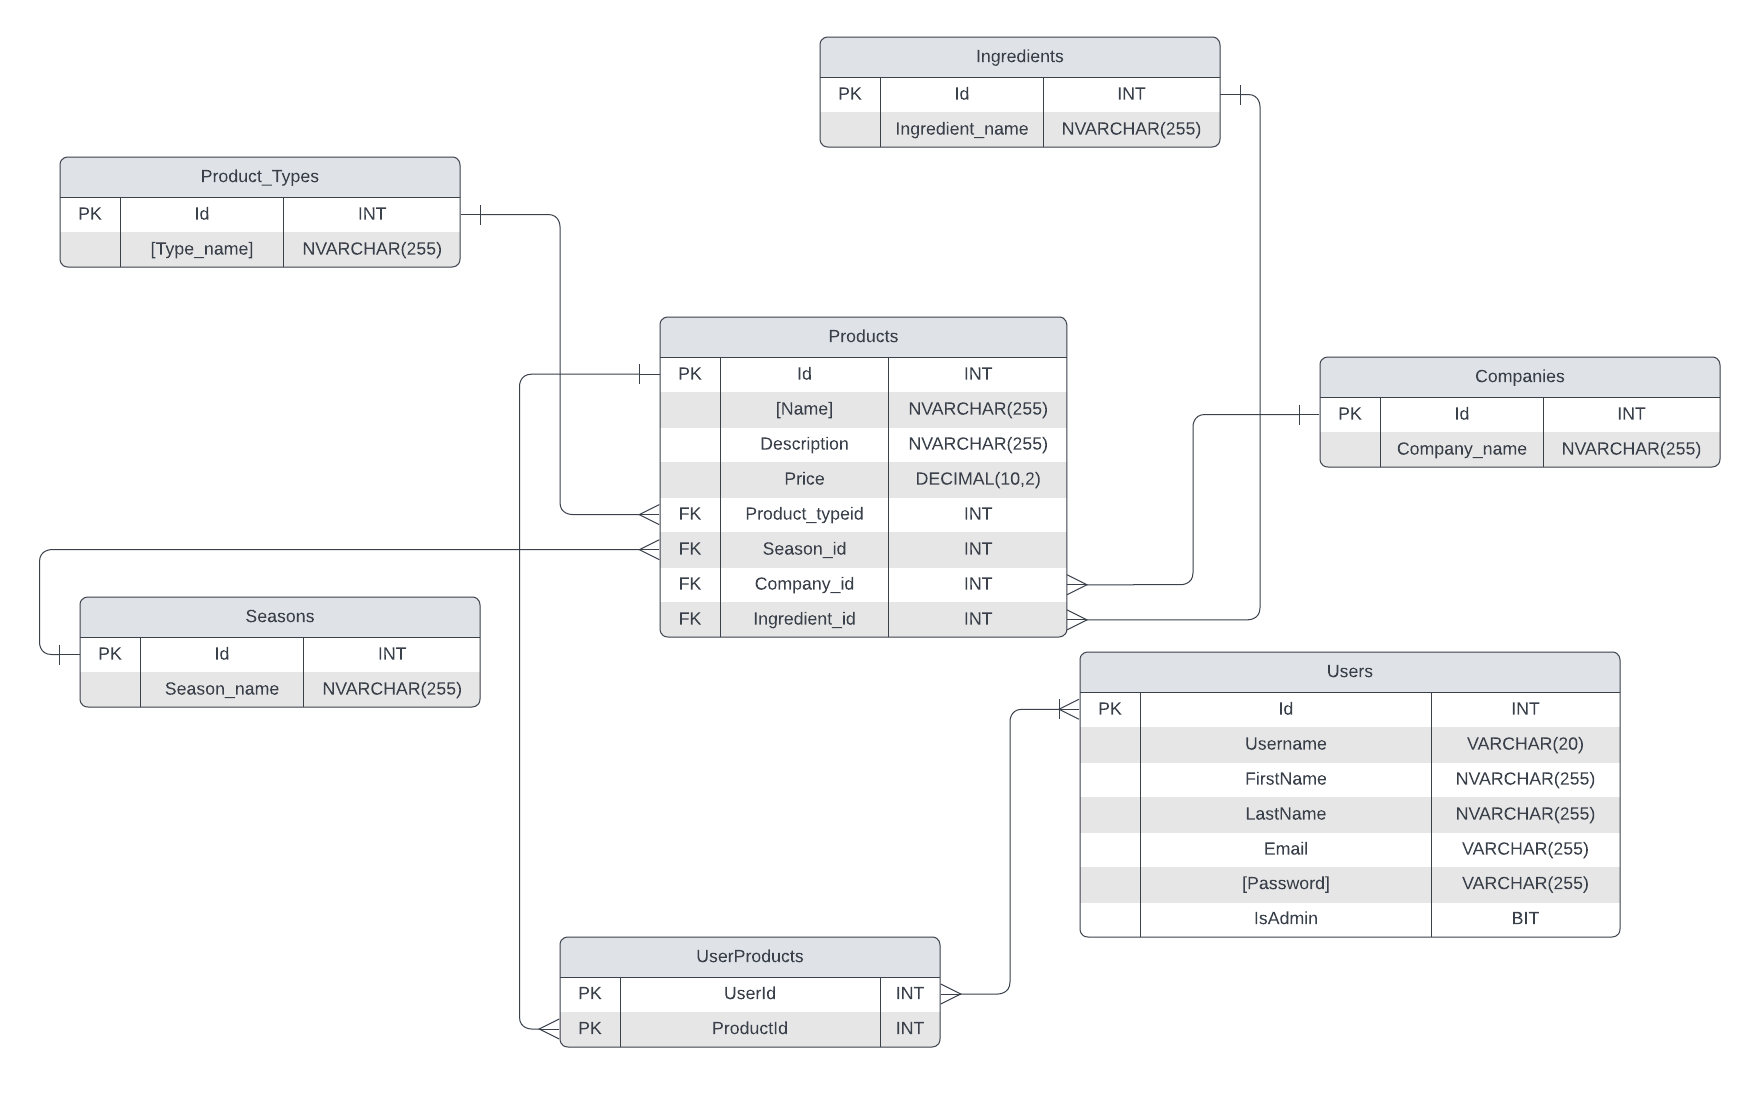 Ingredients
PK Id INT
Ingredient_name NVARCHAR(255)
Product_Types
PK Id INT
[Type_name] NVARCHAR(255)
Products
PK Id INT
[Name] NVARCHAR(255)
Description NVARCHAR(255)
Price DECIMAL(10,2)
FK Product_typeid INT
FK Season_id INT
FK Company_id INT
FK Ingredient_id INT
Companies
PK Id INT
Company_name NVARCHAR(255)
Seasons
PK Id INT
Season_name NVARCHAR(255)
Users
PK Id INT
Username VARCHAR(20)
FirstName NVARCHAR(255)
LastName NVARCHAR(255)
Email VARCHAR(255)
[Password] VARCHAR(255)
IsAdmin BIT
UserProducts
PK UserId INT
PK ProductId INT